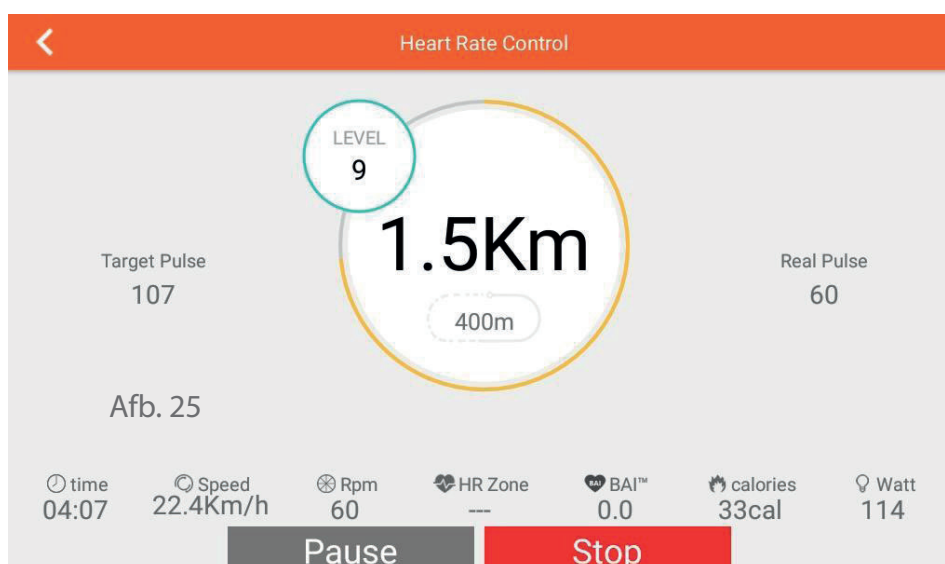 Heart Rate Control
LEVEL
9
1.5Km
400m
Target Pulse
107
Real Pulse
60
Afb. 25
time Speed Rpm HR Zone BAI BAI™ calories Watt
04:07 22.4Km/h 60 --- 0.0 33cal 114
Pause Stop